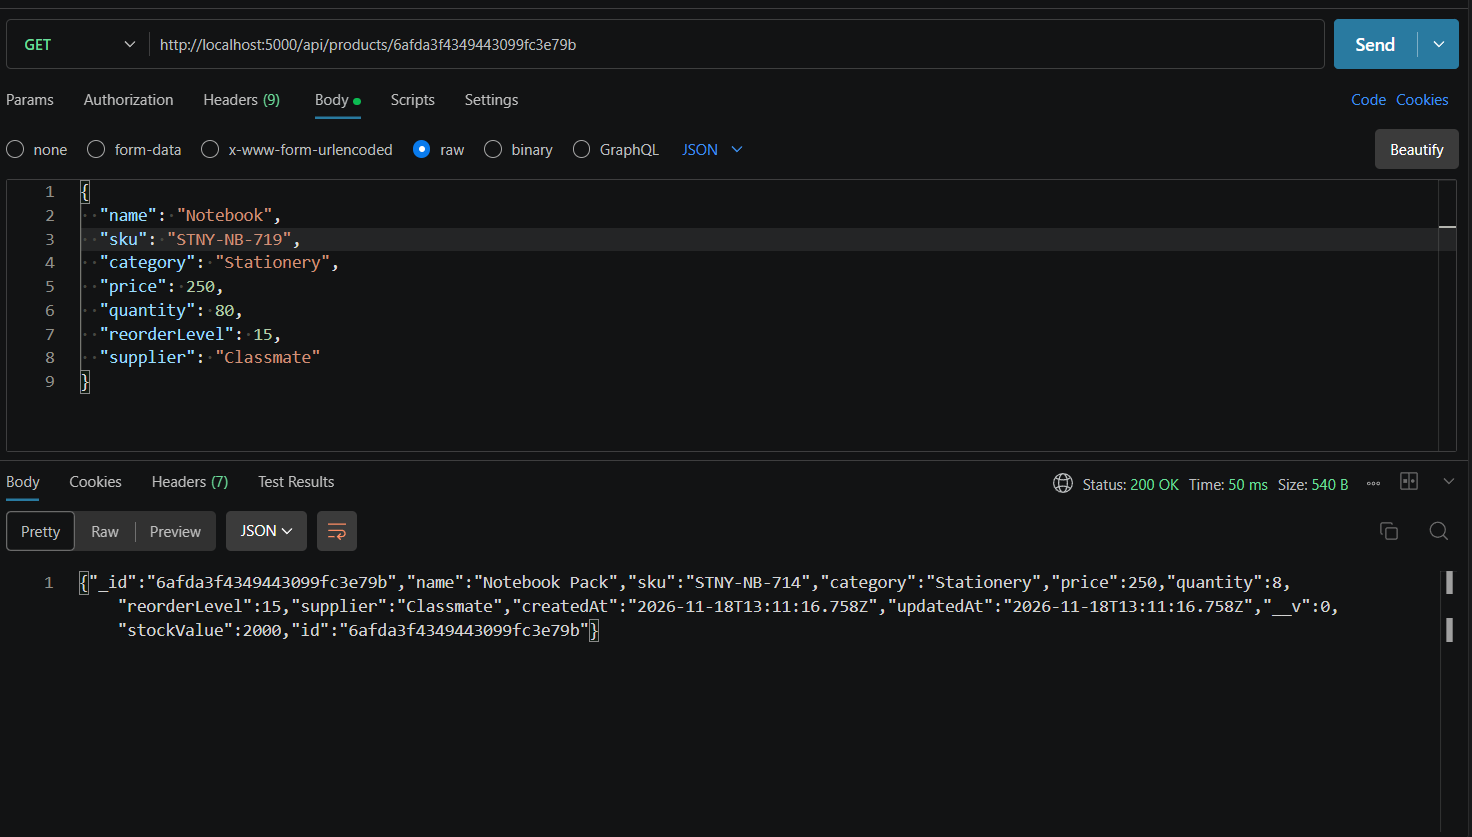 GET http://localhost:5000/api/products/6afda3f4349443099fc3e79b Send
Params Authorization Headers (9) Body Scripts Settings Code Cookies
none form-data x-www-form-urlencoded raw binary GraphQL JSON Beautify
1 {
2 "name": "Notebook",
3 "sku": "STNY-NB-719",
4 "category": "Stationery",
5 "price": 250,
6 "quantity": 80,
7 "reorderLevel": 15,
8 "supplier": "Classmate"
9 }
Body Cookies Headers (7) Test Results Status: 200 OK Time: 50 ms Size: 540 B
Pretty Raw Preview JSON
1 {"_id":"6afda3f4349443099fc3e79b","name":"Notebook Pack","sku":"STNY-NB-714","category":"Stationery","price":250,"quantity":8,
"reorderLevel":15,"supplier":"Classmate","createdAt":"2026-11-18T13:11:16.758Z","updatedAt":"2026-11-18T13:11:16.758Z","__v":0,
"stockValue":2000,"id":"6afda3f4349443099fc3e79b"}